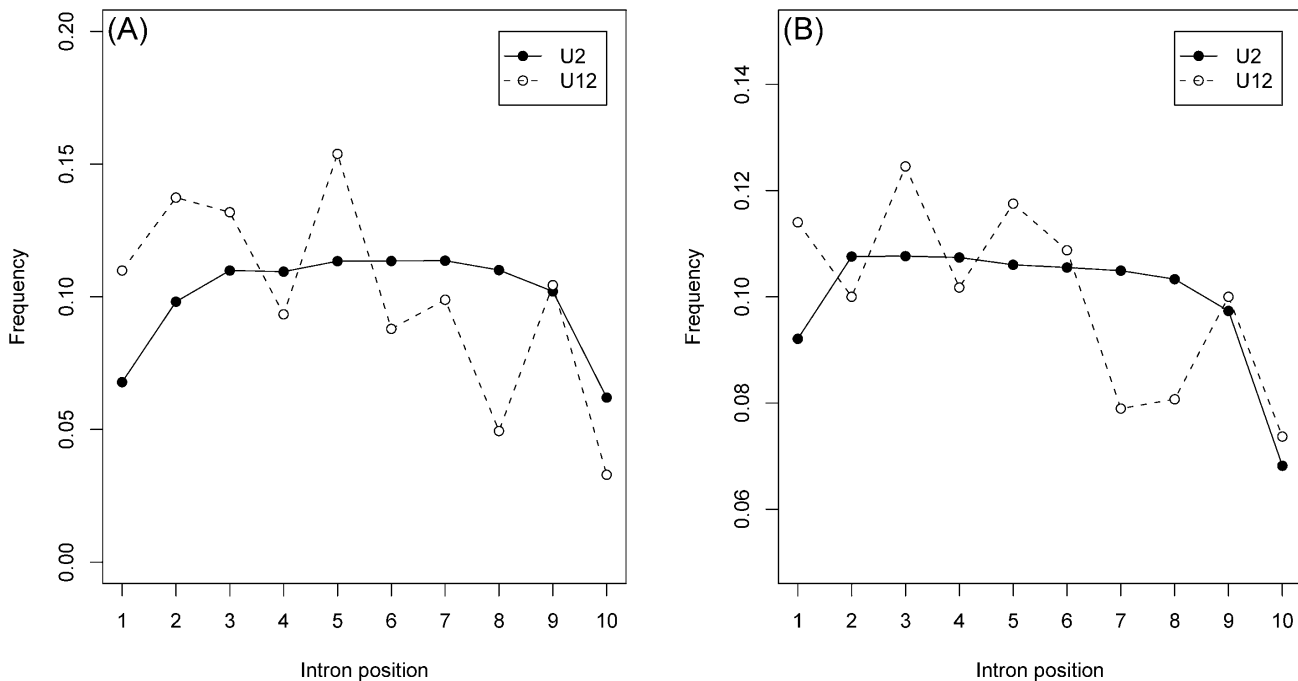 (A)
U2
U12
Frequency
0.20
0.15
0.10
0.05
0.00
1 2 3 4 5 6 7 8 9 10
Intron position
(B)
U2
U12
Frequency
0.14
0.12
0.10
0.08
0.06
1 2 3 4 5 6 7 8 9 10
Intron position